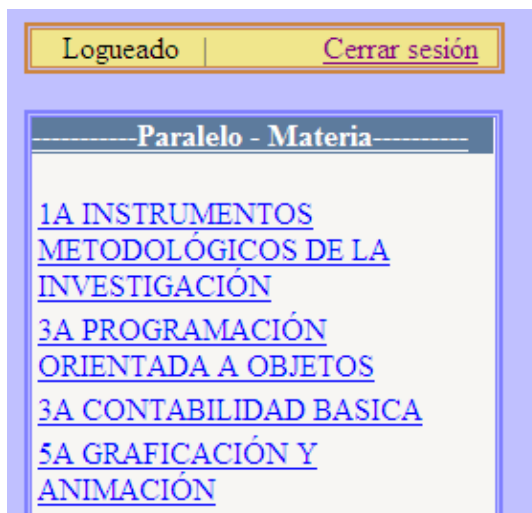 Logueado | Cerrar sesión
-----------Paralelo - Materia----------
1A INSTRUMENTOS
METODOLÓGICOS DE LA
INVESTIGACIÓN
3A PROGRAMACIÓN
ORIENTADA A OBJETOS
3A CONTABILIDAD BASICA
5A GRAFICACIÓN Y
ANIMACIÓN